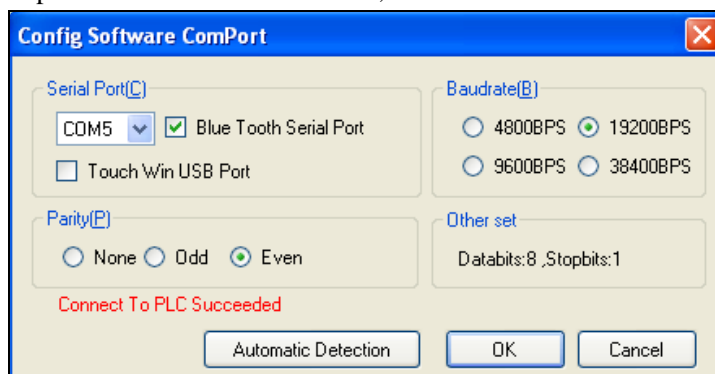 Config Software ComPort
Serial Port(C)
COM5
Blue Tooth Serial Port
Touch Win USB Port
Baudrate(B)
4800BPS
19200BPS
9600BPS
38400BPS
Parity(P)
None
Odd
Even
Other set
Databits:8 ,Stopbits:1
Connect To PLC Succeeded
Automatic Detection
OK
Cancel